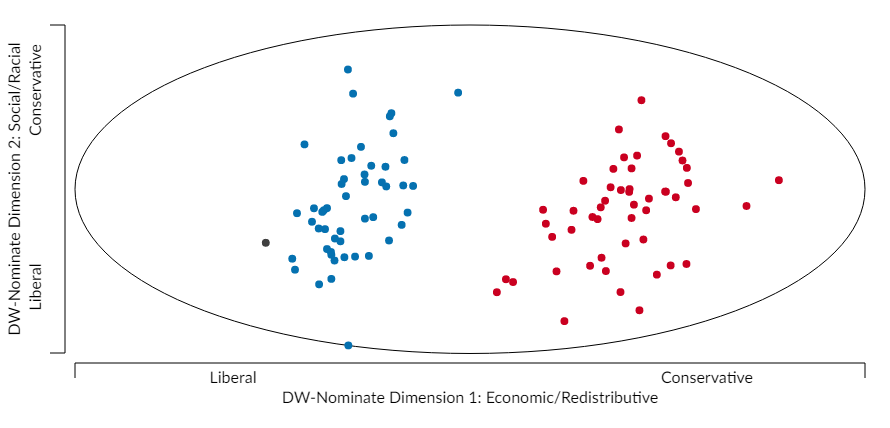 DW-Nominate Dimension 2: Social/Racial
Conservative
Liberal
Liberal
Conservative
DW-Nominate Dimension 1: Economic/Redistributive